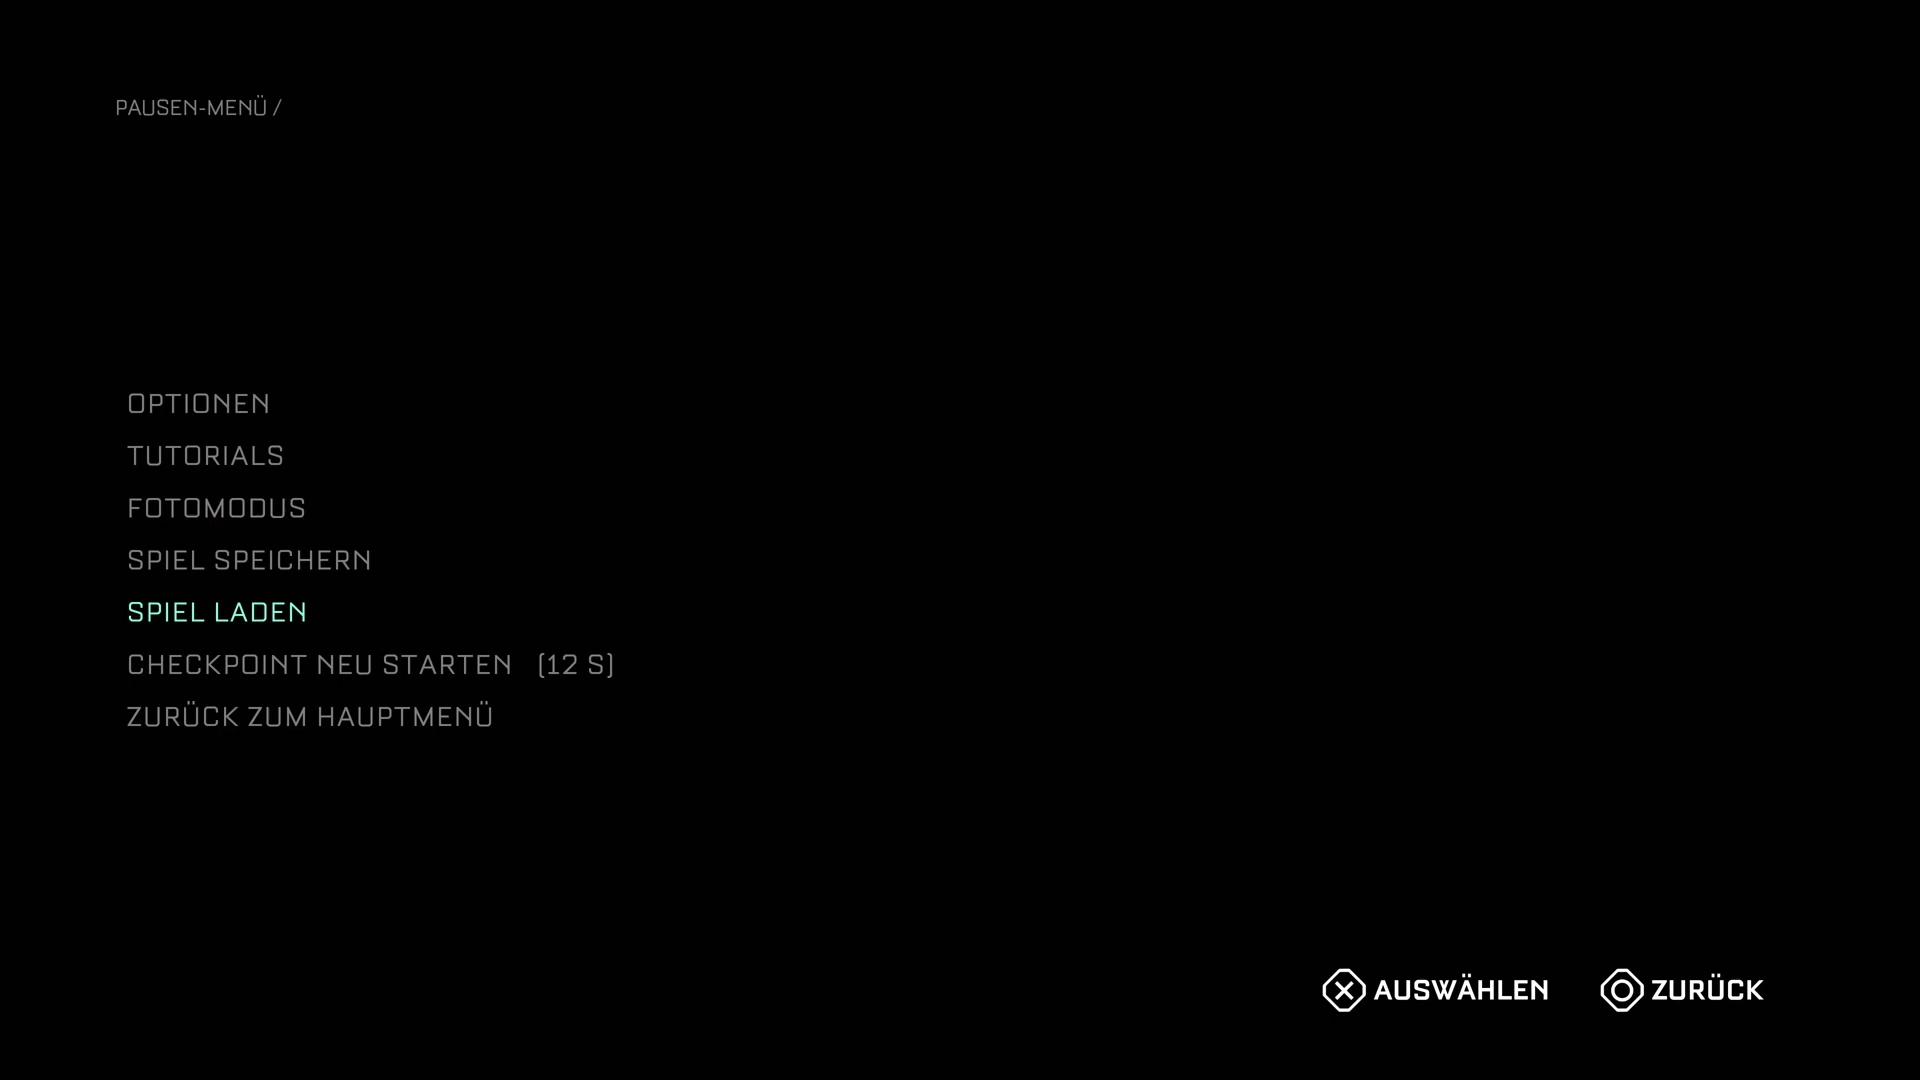 PAUSEN-MENÜ /
OPTIONEN
TUTORIALS
FOTOMODUS
SPIEL SPEICHERN
SPIEL LADEN
CHECKPOINT NEU STARTEN (12 S)
ZURÜCK ZUM HAUPTMENÜ
AUSWÄHLEN ZURÜCK